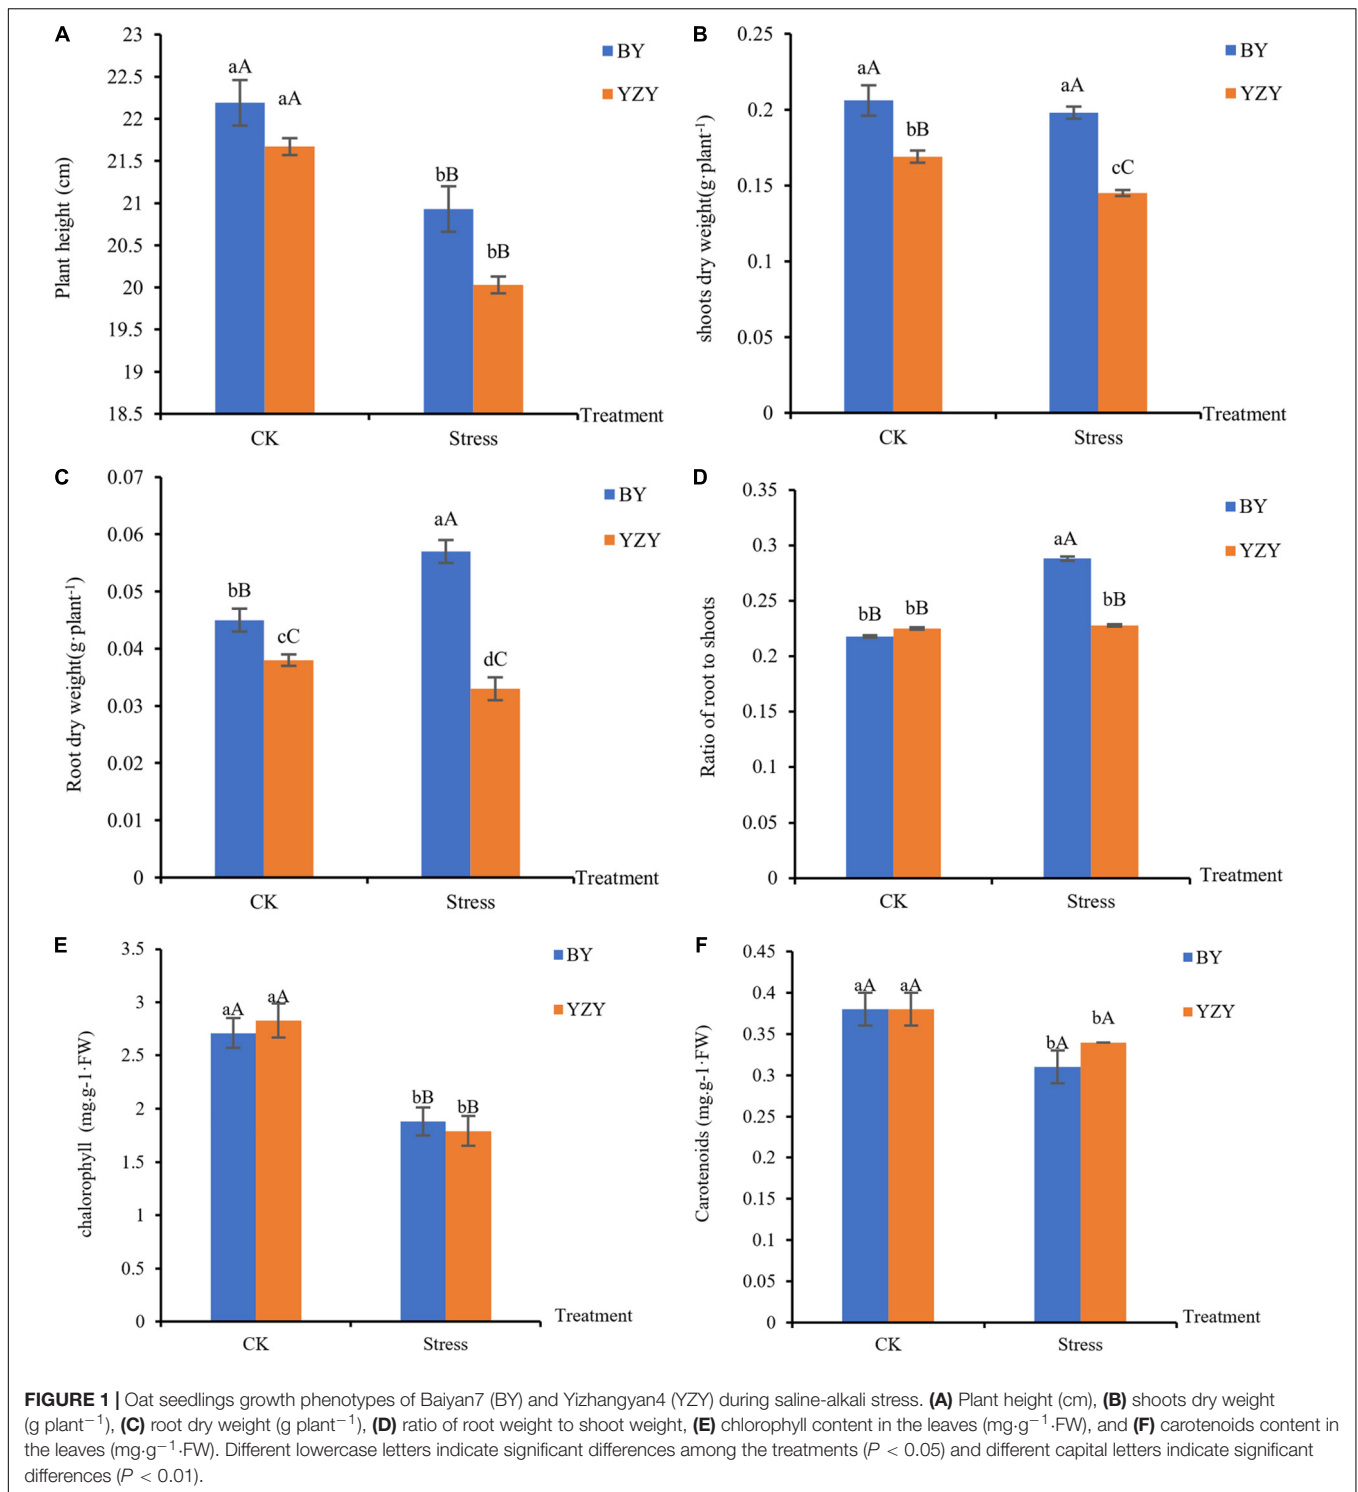 A
23
22.5
22
21.5
21
20.5
20
19.5
19
18.5
Plant height (cm)
aA
aA
bB
bB
BY
YZY
CK
Stress
Treatment
B
0.25
0.2
0.15
0.1
0.05
0
shoots dry weight(g·plant⁻¹)
aA
bB
aA
cC
BY
YZY
CK
Stress
Treatment
C
0.07
0.06
0.05
0.04
0.03
0.02
0.01
0
Root dry weight(g·plant⁻¹)
bB
cC
aA
dC
BY
YZY
CK
Stress
Treatment
D
0.35
0.3
0.25
0.2
0.15
0.1
0.05
0
Ratio of root to shoots
bB
bB
aA
bB
BY
YZY
CK
Stress
Treatment
E
3.5
3
2.5
2
1.5
1
0.5
0
chalorophyll (mg.g-1·FW)
aA
aA
bB
bB
BY
YZY
CK
Stress
Treatment
F
0.45
0.4
0.35
0.3
0.25
0.2
0.15
0.1
0.05
0
Carotenoids (mg.g-1·FW)
aA
aA
bA
bA
BY
YZY
CK
Stress
Treatment
FIGURE 1 | Oat seedlings growth phenotypes of Baiyan7 (BY) and Yizhangyan4 (YZY) during saline-alkali stress. (A) Plant height (cm), (B) shoots dry weight
(g plant⁻¹), (C) root dry weight (g plant⁻¹), (D) ratio of root weight to shoot weight, (E) chlorophyll content in the leaves (mg·g⁻¹·FW), and (F) carotenoids content in
the leaves (mg·g⁻¹·FW). Different lowercase letters indicate significant differences among the treatments (P < 0.05) and different capital letters indicate significant
differences (P < 0.01).